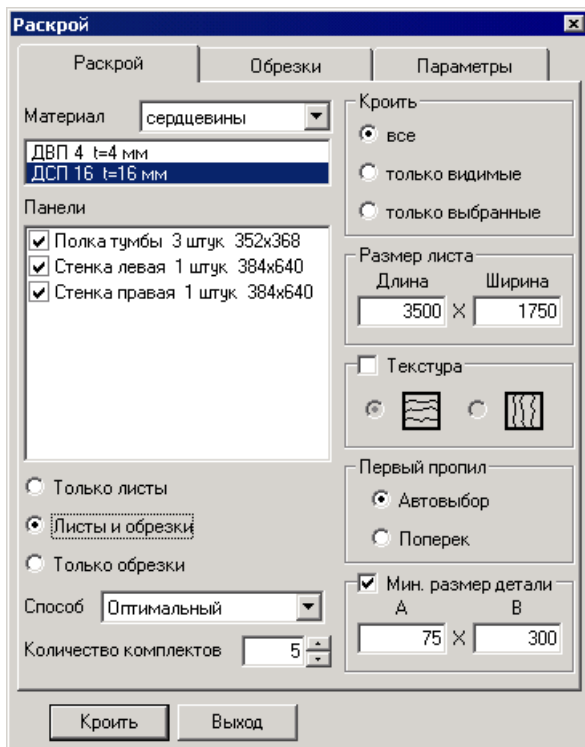 Раскрой
Раскрой
Обрезки
Параметры
Материал
сердцевины
ДВП 4 t=4 мм
ДСП 16 t=16 мм
Панели
Полка тумбы 3 штук 352x368
Стенка левая 1 штук 384x640
Стенка правая 1 штук 384x640
Только листы
Листы и обрезки
Только обрезки
Способ
Оптимальный
Количество комплектов
5
Кроить
все
только видимые
только выбранные
Размер листа
Длина Ширина
3500 X 1750
Текстура
Первый пропил
Автовыбор
Поперек
Мин. размер детали
A B
75 X 300
Кроить
Выход